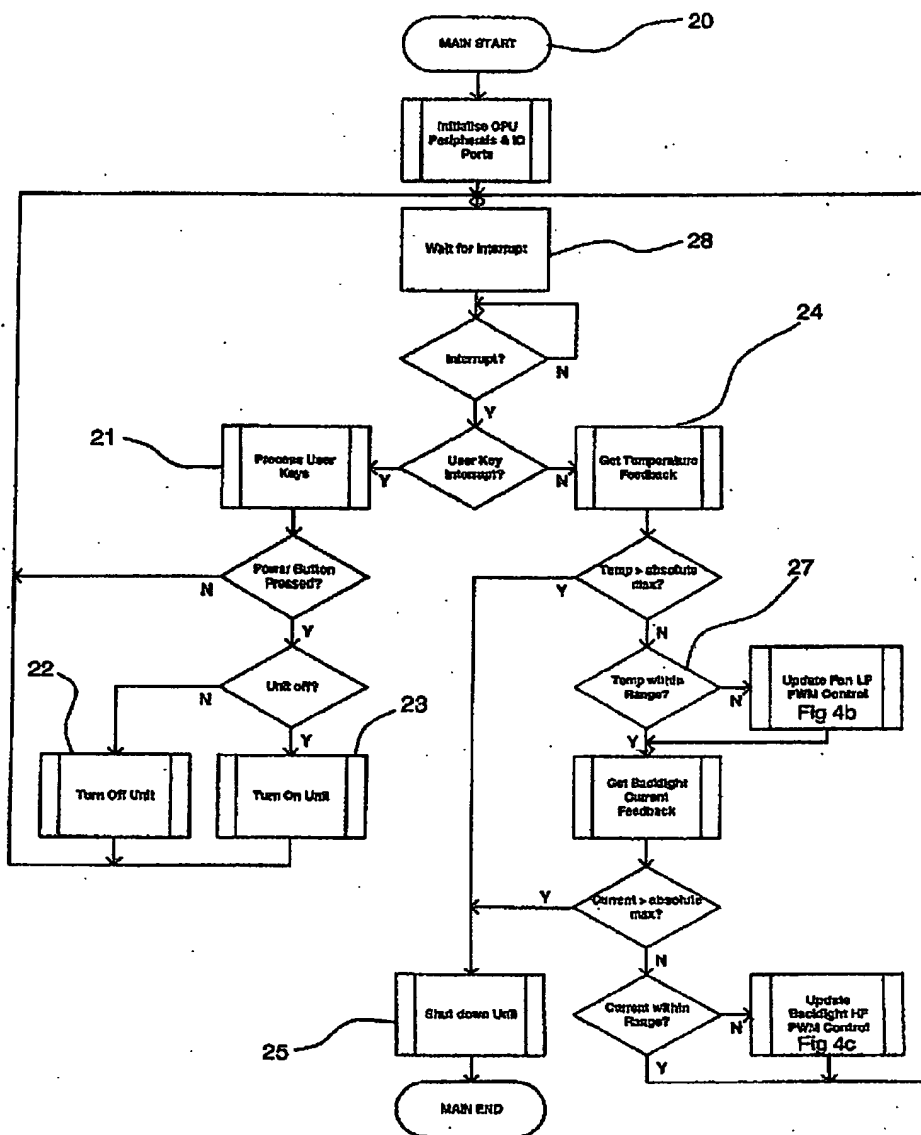 20
MAIN START
Initialise CPU
Peripherals & IO
Ports
Wait for Interrupt
28
24
Interrupt?
N
Y
21
Process User
Keys
Y
User Key
Interrupt?
N
Get Temperature
Feedback
Power Button
Pressed?
N
Y
Temp > absolute
max?
Y
N
27
22
Unit off?
N
Y
23
Temp within
Range?
N
Y
Update Fan LF
PWM Control
Fig 4b
Turn Off Unit
Turn On Unit
Get Backlight
Current
Feedback
Current > absolute
max?
Y
N
Shut down Unit
25
Current within
Range?
N
Y
Update
Backlight HF
PWM Control
Fig 4c
MAIN END